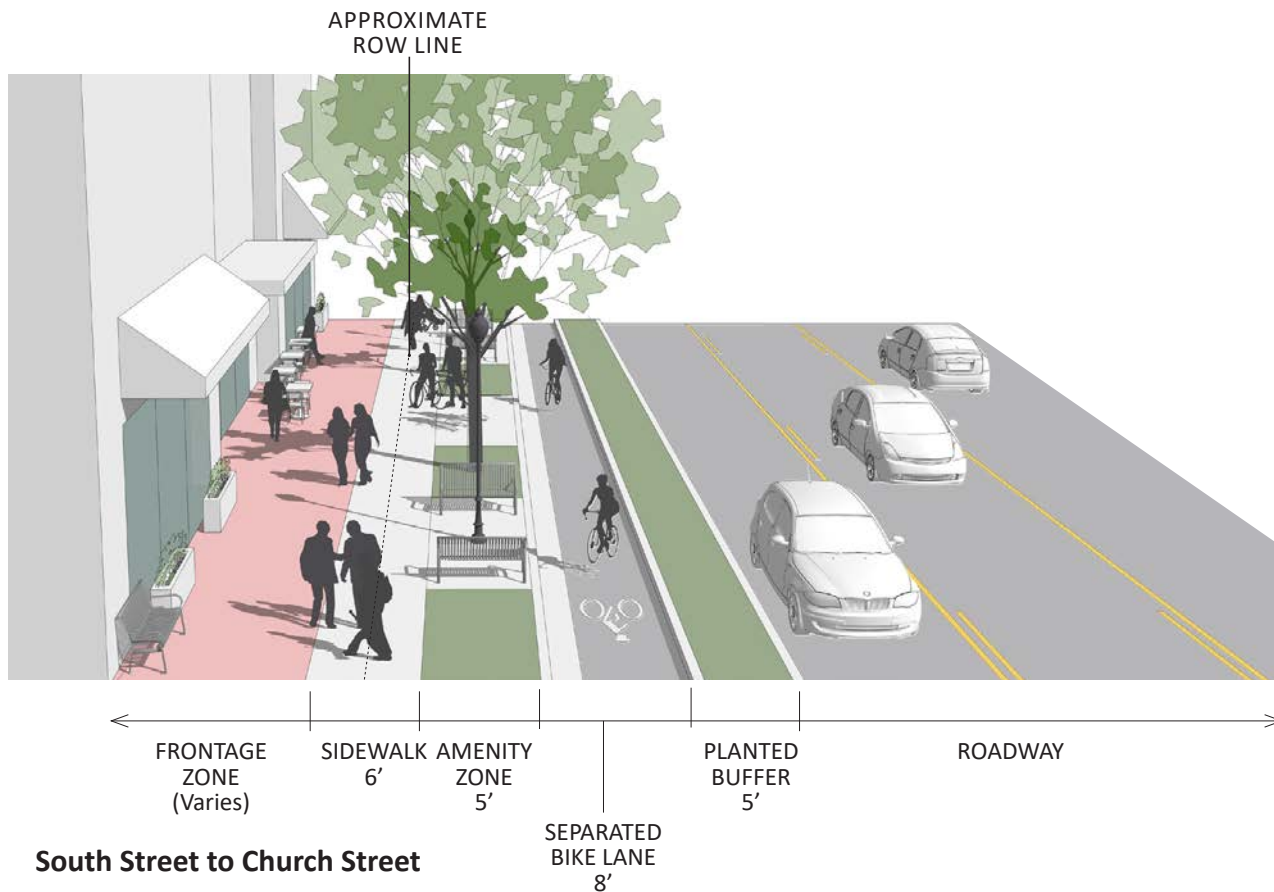 APPROXIMATE
ROW LINE
FRONTAGE
ZONE
(Varies)
SIDEWALK
6’
AMENITY
ZONE
5’
SEPARATED
BIKE LANE
8’
PLANTED
BUFFER
5’
ROADWAY
South Street to Church Street